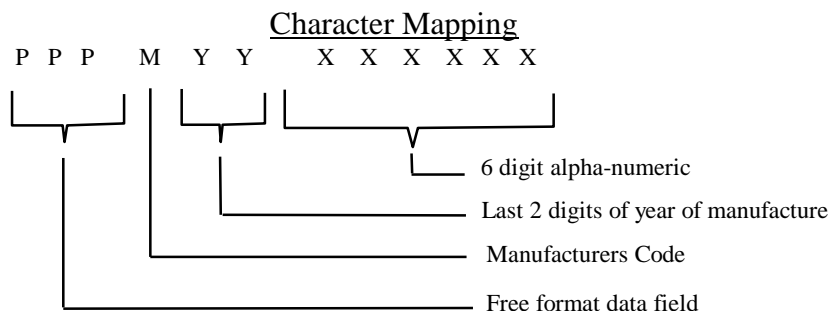 Character Mapping
P P P M Y Y X X X X X X
6 digit alpha-numeric
Last 2 digits of year of manufacture
Manufacturers Code
Free format data field